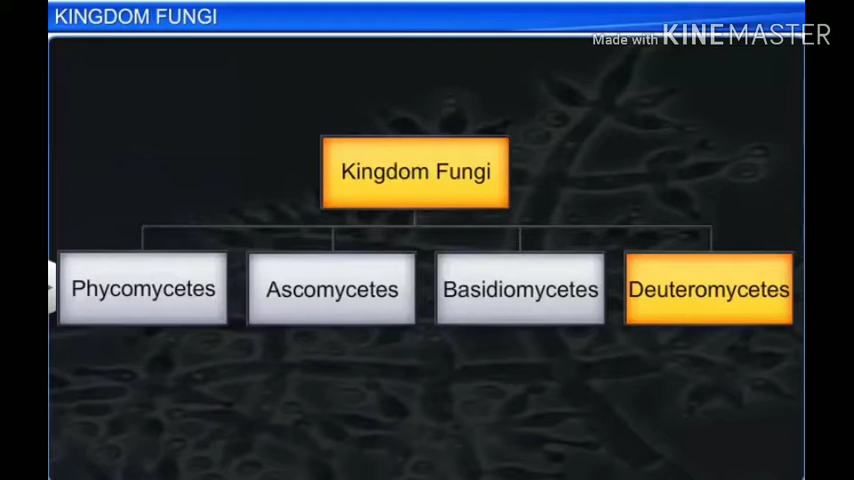 KINGDOM FUNGI
Made with KINEMASTER
Kingdom Fungi
Phycomycetes
Ascomycetes
Basidiomycetes
Deuteromycetes